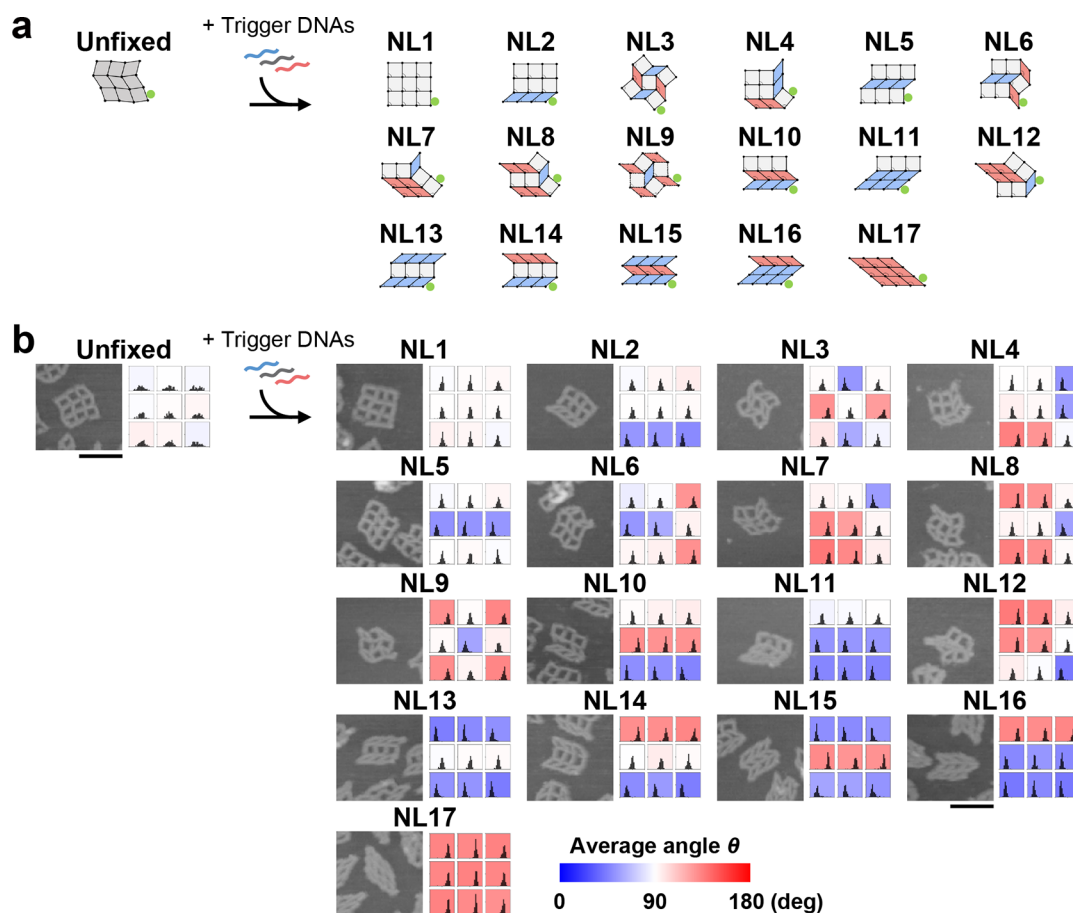 a
Unfixed
+ Trigger DNAs
NL1 NL2 NL3 NL4 NL5 NL6
NL7 NL8 NL9 NL10 NL11 NL12
NL13 NL14 NL15 NL16 NL17
b
Unfixed
+ Trigger DNAs
NL1 NL2 NL3 NL4
NL5 NL6 NL7 NL8
NL9 NL10 NL11 NL12
NL13 NL14 NL15 NL16
NL17
Average angle θ
0 90 180 (deg)